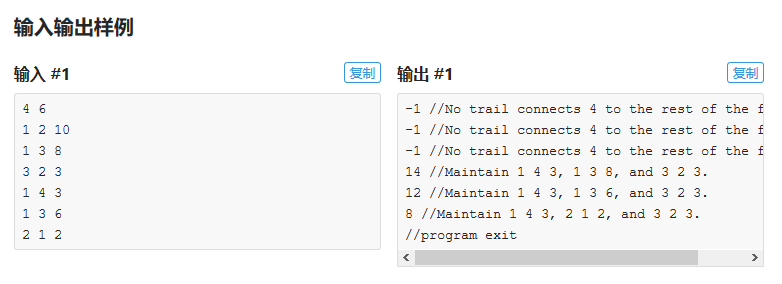 输入输出样例
输入 #1
复制
4 6
1 2 10
1 3 8
3 2 3
1 4 3
1 3 6
2 1 2
输出 #1
复制
-1 //No trail connects 4 to the rest of the f
-1 //No trail connects 4 to the rest of the f
-1 //No trail connects 4 to the rest of the f
14 //Maintain 1 4 3, 1 3 8, and 3 2 3.
12 //Maintain 1 4 3, 1 3 6, and 3 2 3.
8 //Maintain 1 4 3, 2 1 2, and 3 2 3.
//program exit